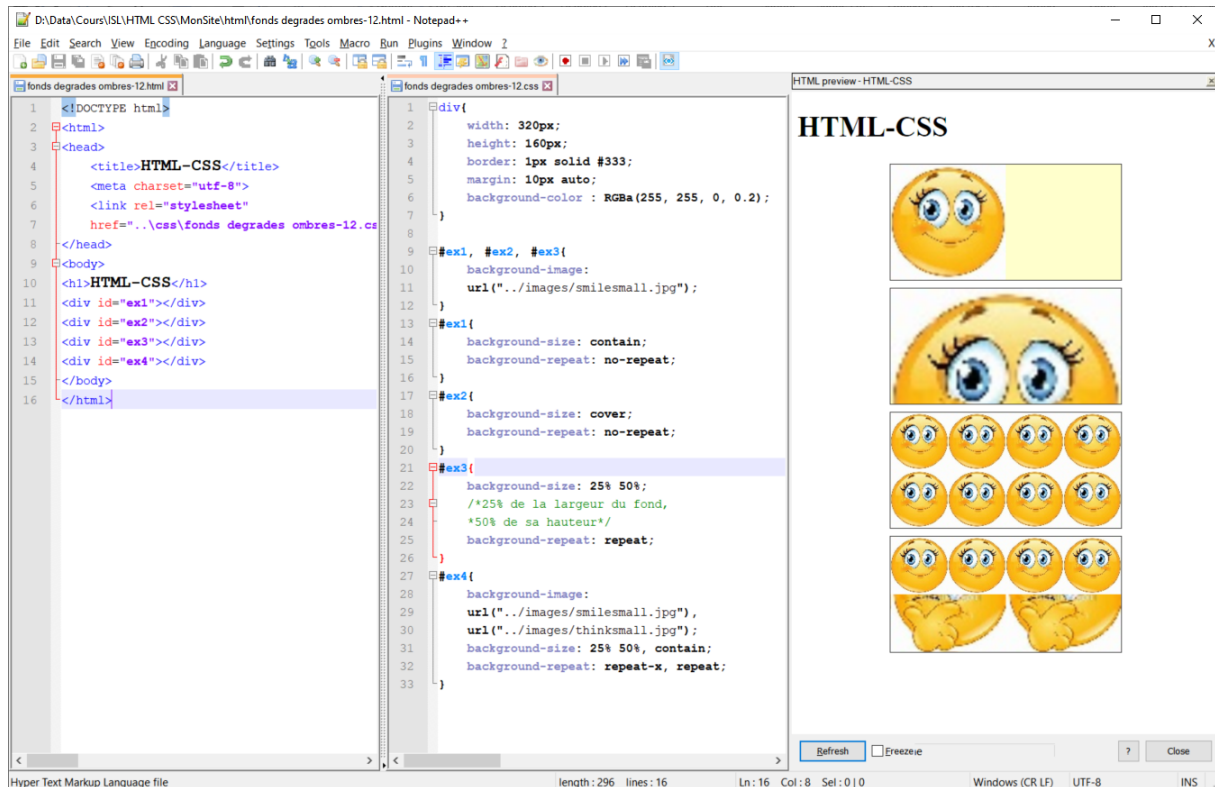 D:\Data\Cours\ISL\HTML CSS\MonSite\html\fonds degrades ombres-12.html - Notepad++
File Edit Search View Encoding Language Settings Tools Macro Run Plugins Window ?
X
fonds degrades ombres-12.html
1 <!DOCTYPE html>
2 <html>
3 <head>
4 <title>HTML-CSS</title>
5 <meta charset="utf-8">
6 <link rel="stylesheet"
7 href="..\css\fonds degrades ombres-12.cs
8 </head>
9 <body>
10 <h1>HTML-CSS</h1>
11 <div id="ex1"></div>
12 <div id="ex2"></div>
13 <div id="ex3"></div>
14 <div id="ex4"></div>
15 </body>
16 </html>
fonds degrades ombres-12.css
1 div{
2 width: 320px;
3 height: 160px;
4 border: 1px solid #333;
5 margin: 10px auto;
6 background-color : RGBa(255, 255, 0, 0.2);
7 }
8
9 #ex1, #ex2, #ex3{
10 background-image:
11 url("../images/smilesmall.jpg");
12 }
13 #ex1{
14 background-size: contain;
15 background-repeat: no-repeat;
16 }
17 #ex2{
18 background-size: cover;
19 background-repeat: no-repeat;
20 }
21 #ex3{
22 background-size: 25% 50%;
23 /*25% de la largeur du fond,
24 *50% de sa hauteur*/
25 background-repeat: repeat;
26 }
27 #ex4{
28 background-image:
29 url("../images/smilesmall.jpg"),
30 url("../images/thinksmall.jpg");
31 background-size: 25% 50%, contain;
32 background-repeat: repeat-x, repeat;
33 }
HTML preview - HTML-CSS
HTML-CSS
Refresh Freeze ? Close
Hyper Text Markup Language file length : 296 lines : 16 Ln : 16 Col : 8 Sel : 0 | 0 Windows (CR LF) UTF-8 INS